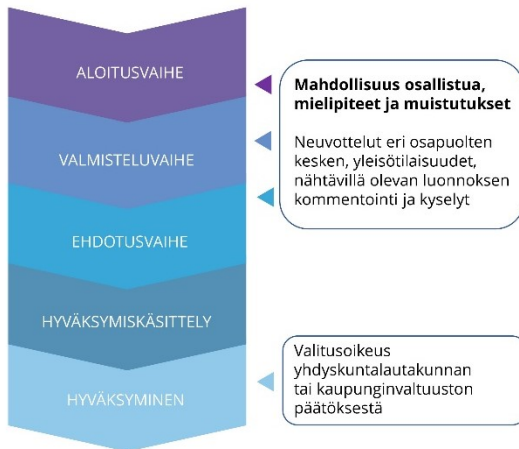 ALOITUSVAIHE
VALMISTELUVAIHE
EHDOTUSVAIHE
HYVÄKSYMISKÄSITTELY
HYVÄKSYMINEN
Mahdollisuus osallistua,
mielipiteet ja muistutukset
Neuvottelut eri osapuolten
kesken, yleisötilaisuudet,
nähtävillä olevan luonnoksen
kommentointi ja kyselyt
Valitusoikeus
yhdyskuntalautakunnan
tai kaupunginvaltuuston
päätöksestä